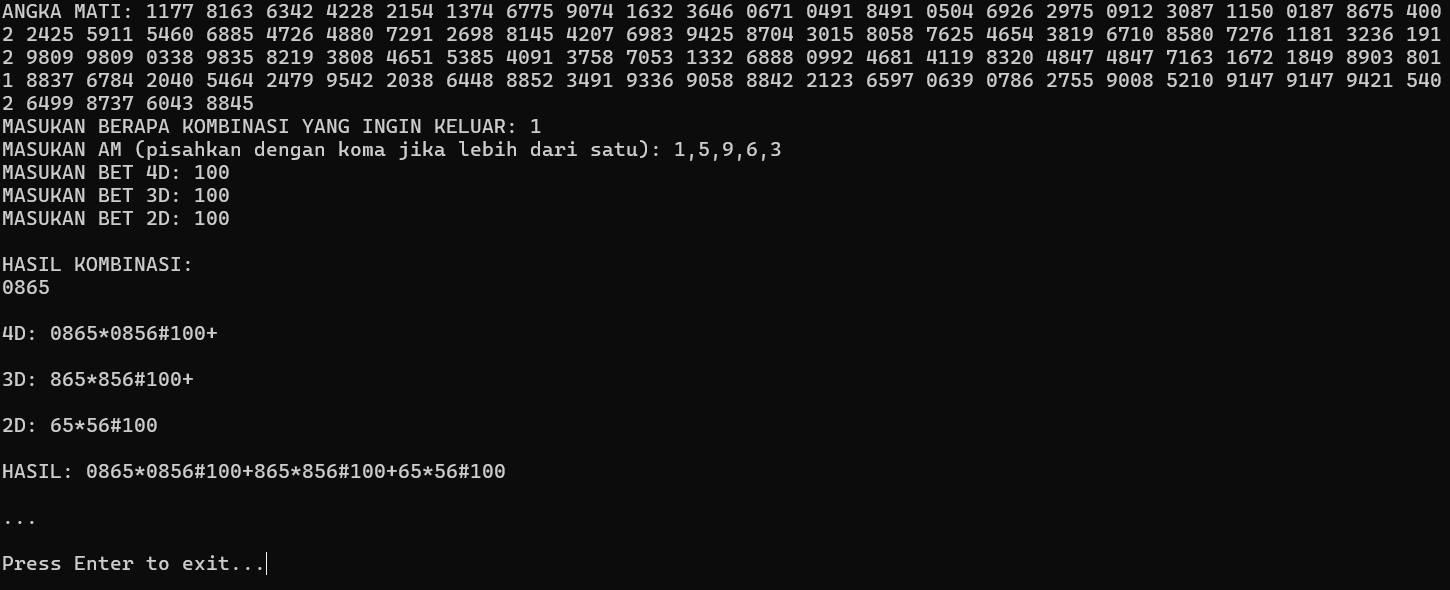 ANGKA MATI: 1177 8163 6342 4228 2154 1374 6775 9074 1632 3646 0671 0491 8491 0504 6926 2975 0912 3087 1150 0187 8675 400
2 2425 5911 5460 6885 4726 4880 7291 2698 8145 4207 6983 9425 8704 3015 8058 7625 4654 3819 6710 8580 7276 1181 3236 191
2 9809 9809 0338 9835 8219 3808 4651 5385 4091 3758 7053 1332 6888 0992 4681 4119 8320 4847 4847 7163 1672 1849 8903 801
1 8837 6784 2040 5464 2479 9542 2038 6448 8852 3491 9336 9058 8842 2123 6597 0639 0786 2755 9008 5210 9147 9147 9421 540
2 6499 8737 6043 8845
MASUKAN BERAPA KOMBINASI YANG INGIN KELUAR: 1
MASUKAN AM (pisahkan dengan koma jika lebih dari satu): 1,5,9,6,3
MASUKAN BET 4D: 100
MASUKAN BET 3D: 100
MASUKAN BET 2D: 100
HASIL KOMBINASI:
0865
4D: 0865*0856#100+
3D: 865*856#100+
2D: 65*56#100
HASIL: 0865*0856#100+865*856#100+65*56#100
...
Press Enter to exit...